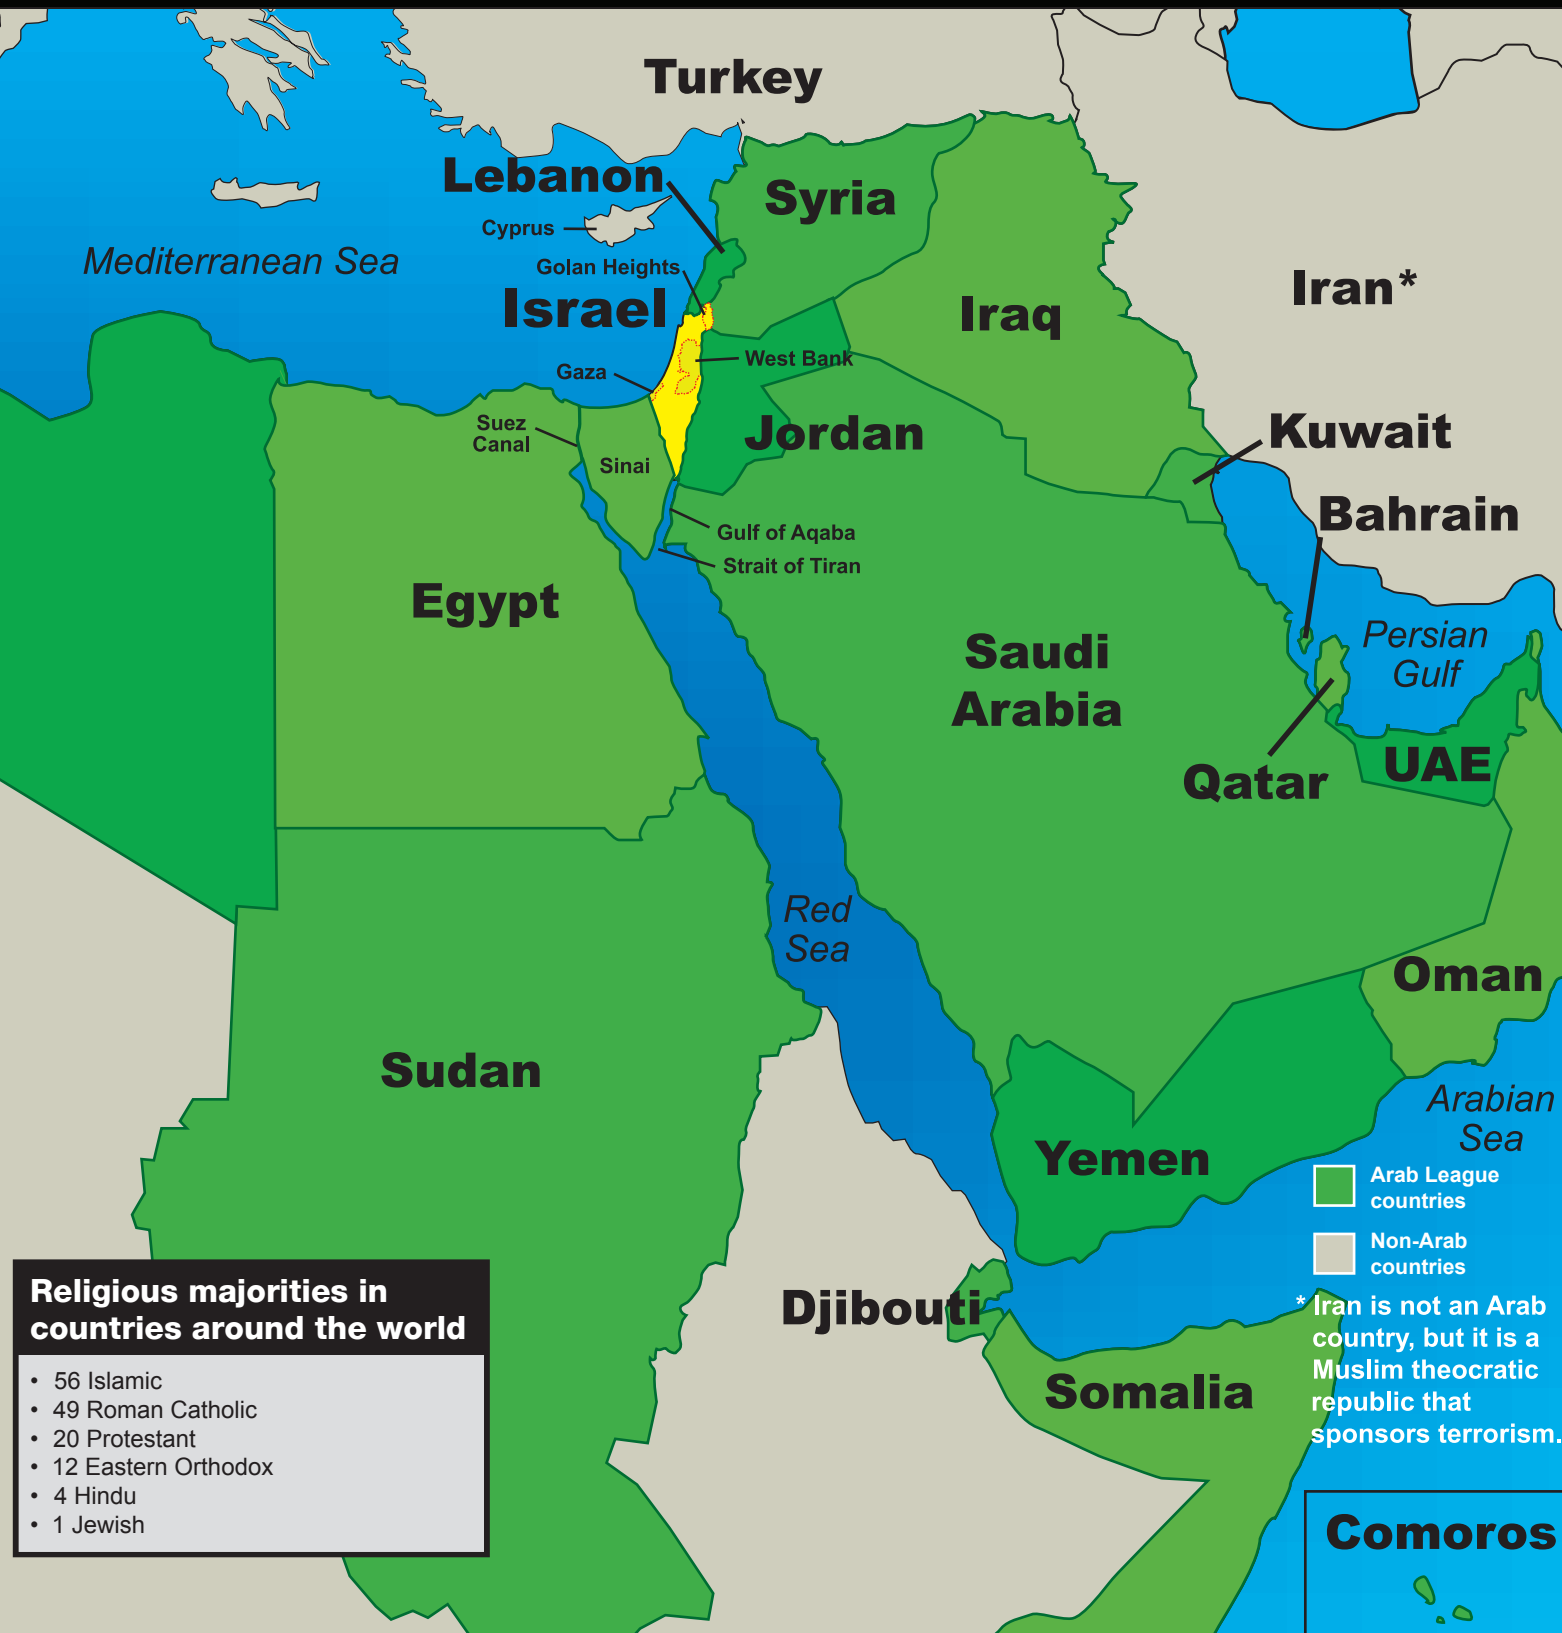 Turkey
Lebanon
Syria
Cyprus
Mediterranean Sea
Golan Heights
Iran*
Israel
Iraq
West Bank
Gaza
Suez
Canal
Jordan
Kuwait
Sinai
Bahrain
Gulf of Aqaba
Strait of Tiran
Egypt
Saudi
Arabia
Persian
Gulf
UAE
Qatar
Red
Sea
Oman
Sudan
Arabian
Sea
Yemen
Arab League
countries
Non-Arab
countries
* Iran is not an Arab
country, but it is a
Muslim theocratic
republic that
sponsors terrorism.
Djibouti
Somalia
Comoros
Religious majorities in
countries around the world
• 56 Islamic
• 49 Roman Catholic
• 20 Protestant
• 12 Eastern Orthodox
• 4 Hindu
• 1 Jewish